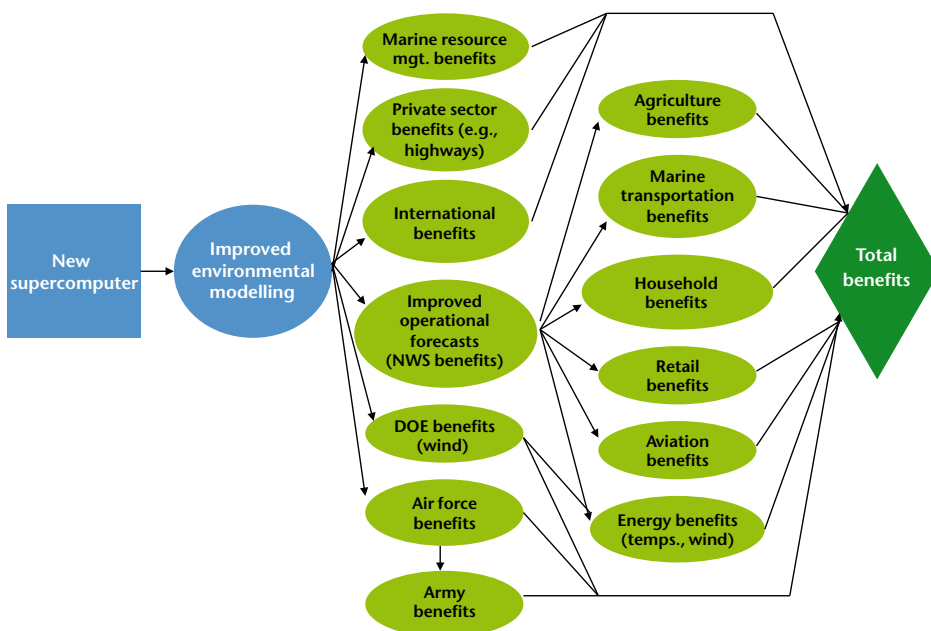 New
supercomputer
Improved
environmental
modelling
Marine resource
mgt. benefits
Private sector
benefits (e.g.,
highways)
International
benefits
Improved
operational
forecasts
(NWS benefits)
DOE benefits
(wind)
Air force
benefits
Army
benefits
Agriculture
benefits
Marine
transportation
benefits
Household
benefits
Retail
benefits
Aviation
benefits
Energy benefits
(temps., wind)
Total
benefits